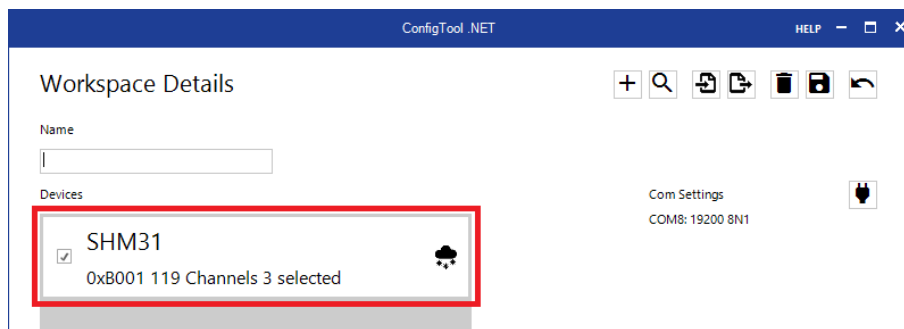 ConfigTool .NET
HELP
Workspace Details
Name
Devices
Com Settings
COM8: 19200 8N1
SHM31
0xB001 119 Channels 3 selected